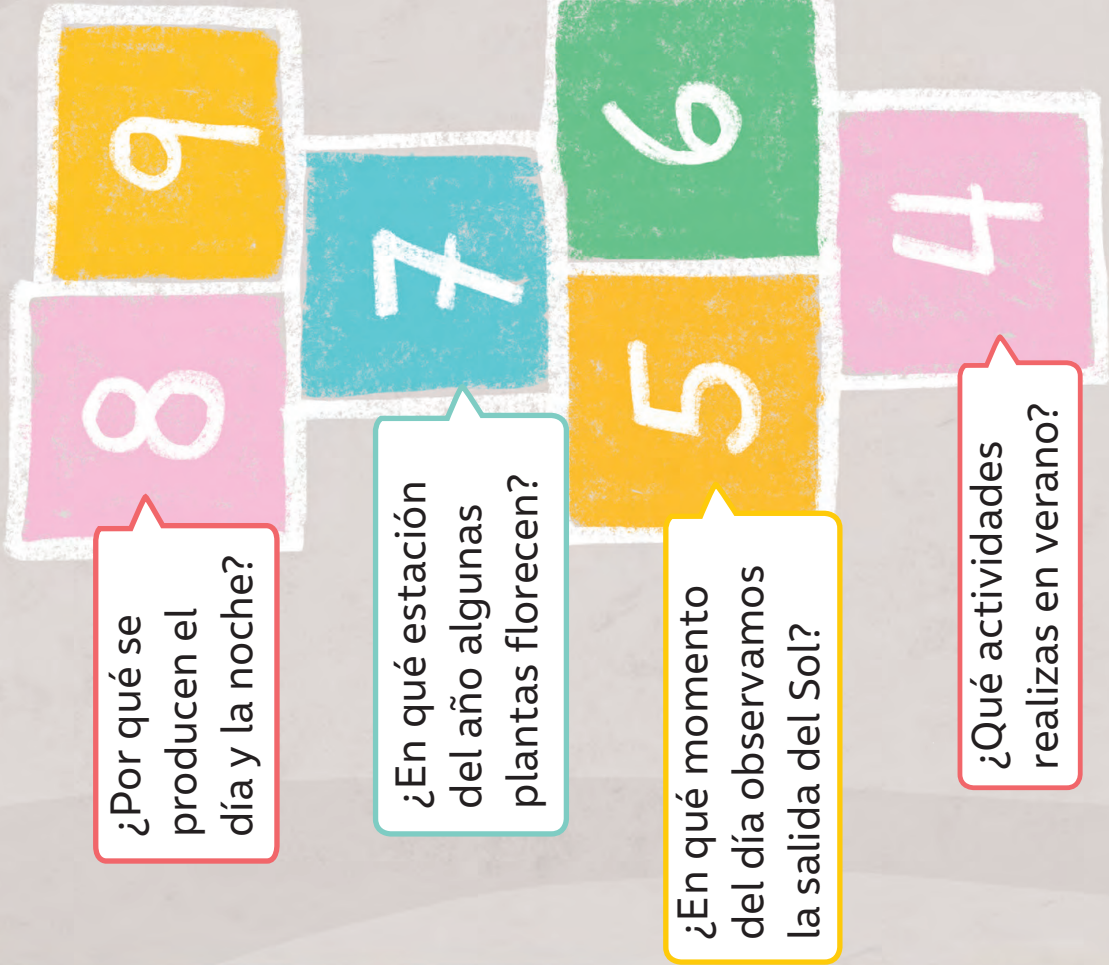 9
8
¿Por qué se
producen el
día y la noche?
7
¿En qué estación
del año algunas
plantas florecen?
6
5
¿En qué momento
del día observamos
la salida del Sol?
4
¿Qué actividades
realizas en verano?